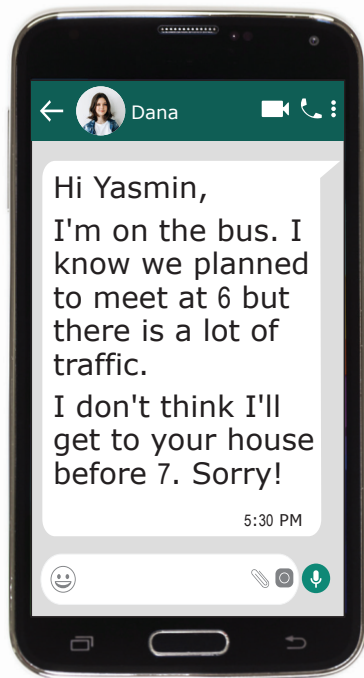 Dana
Hi Yasmin,
I'm on the bus. I
know we planned
to meet at 6 but
there is a lot of
traffic.
I don't think I'll
get to your house
before 7. Sorry!
5:30 PM